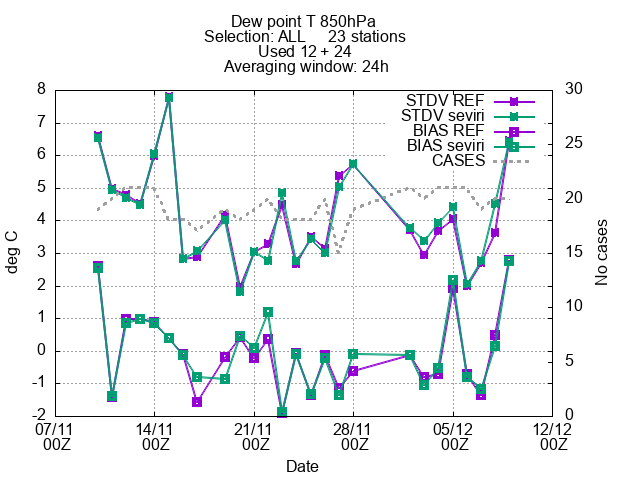 Dew point T 850hPa
Selection: ALL 23 stations
Used 12 + 24
Averaging window: 24h
8 30
STDV REF
STDV seviri
BIAS REF
BIAS seviri
CASES
7
6 25
5
4 20
3 15
2
1 10
0
-1 5
-2 0
deg C
No cases
07/11 14/11 21/11 28/11 05/12 12/12
00Z 00Z 00Z 00Z 00Z 00Z
Date